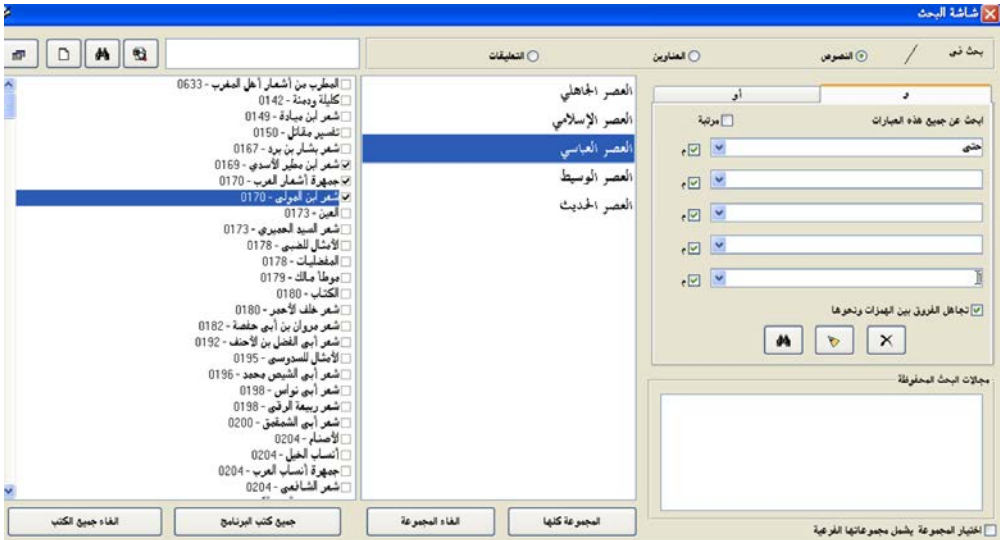 شاشة البحث
بحث في
النصوص
العناوين
التعليقات
و
أو
ابحث عن جميع هذه العبارات
مرتبة
حتى
م
م
م
م
م
تجاهل الفروق بين الهمزات ونحوها
مجالات البحث المحفوظة
اختيار المجموعة يشمل مجموعاتها الفرعية
العصر الجاهلي
العصر الإسلامي
العصر العباسي
العصر الوسيط
العصر الحديث
المجموعة كلها
الغاء المجموعة
المطرب من أشعار أهل المغرب - 0633
كليلة ودمنة - 0142
شعر ابن ميادة - 0149
تفسير مقاتل - 0150
شعر بشار بن برد - 0167
شعر ابن مطير الأسدي - 0169
جمهرة أشعار العرب - 0170
شعر ابن المولى - 0170
العين - 0173
شعر السيد الحميري - 0173
الأمثال للضبي - 0178
المفضليات - 0178
موطأ مالك - 0179
الكتاب - 0180
شعر خلف الأحمر - 0180
شعر مروان بن أبي حفصة - 0182
شعر أبي الفضل بن الأحنف - 0192
الأمثال للسدوسي - 0195
شعر أبي الشيص محمد - 0196
شعر أبي نواس - 0198
شعر ربيعة الرقي - 0198
شعر أبي الشمقمق - 0200
الأصنام - 0204
أنساب الخيل - 0204
جمهرة أنساب العرب - 0204
شعر الشافعي - 0204
جميع كتب البرنامج
الغاء جميع الكتب